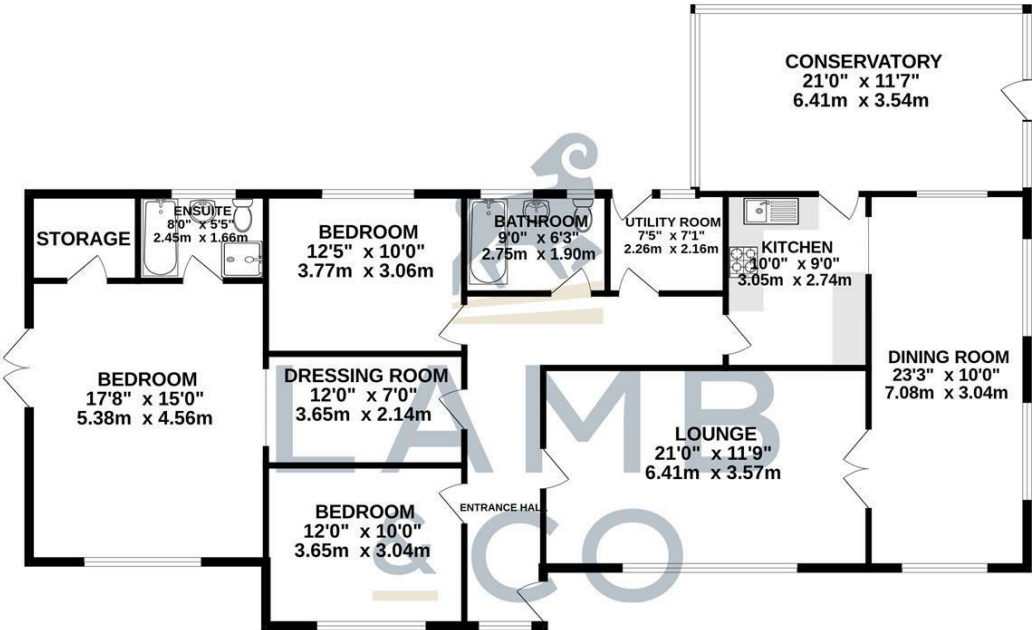 CONSERVATORY
21'0" x 11'7"
6.41m x 3.54m
STORAGE
ENSUITE
8'0" x 5'5"
2.45m x 1.66m
BEDROOM
12'5" x 10'0"
3.77m x 3.06m
BATHROOM
9'0" x 6'3"
2.75m x 1.90m
UTILITY ROOM
7'5" x 7'1"
2.26m x 2.16m
KITCHEN
10'0" x 9'0"
3.05m x 2.74m
BEDROOM
17'8" x 15'0"
5.38m x 4.56m
DRESSING ROOM
12'0" x 7'0"
3.65m x 2.14m
DINING ROOM
23'3" x 10'0"
7.08m x 3.04m
LOUNGE
21'0" x 11'9"
6.41m x 3.57m
BEDROOM
12'0" x 10'0"
3.65m x 3.04m
ENTRANCE HALL
LAMB
& CO